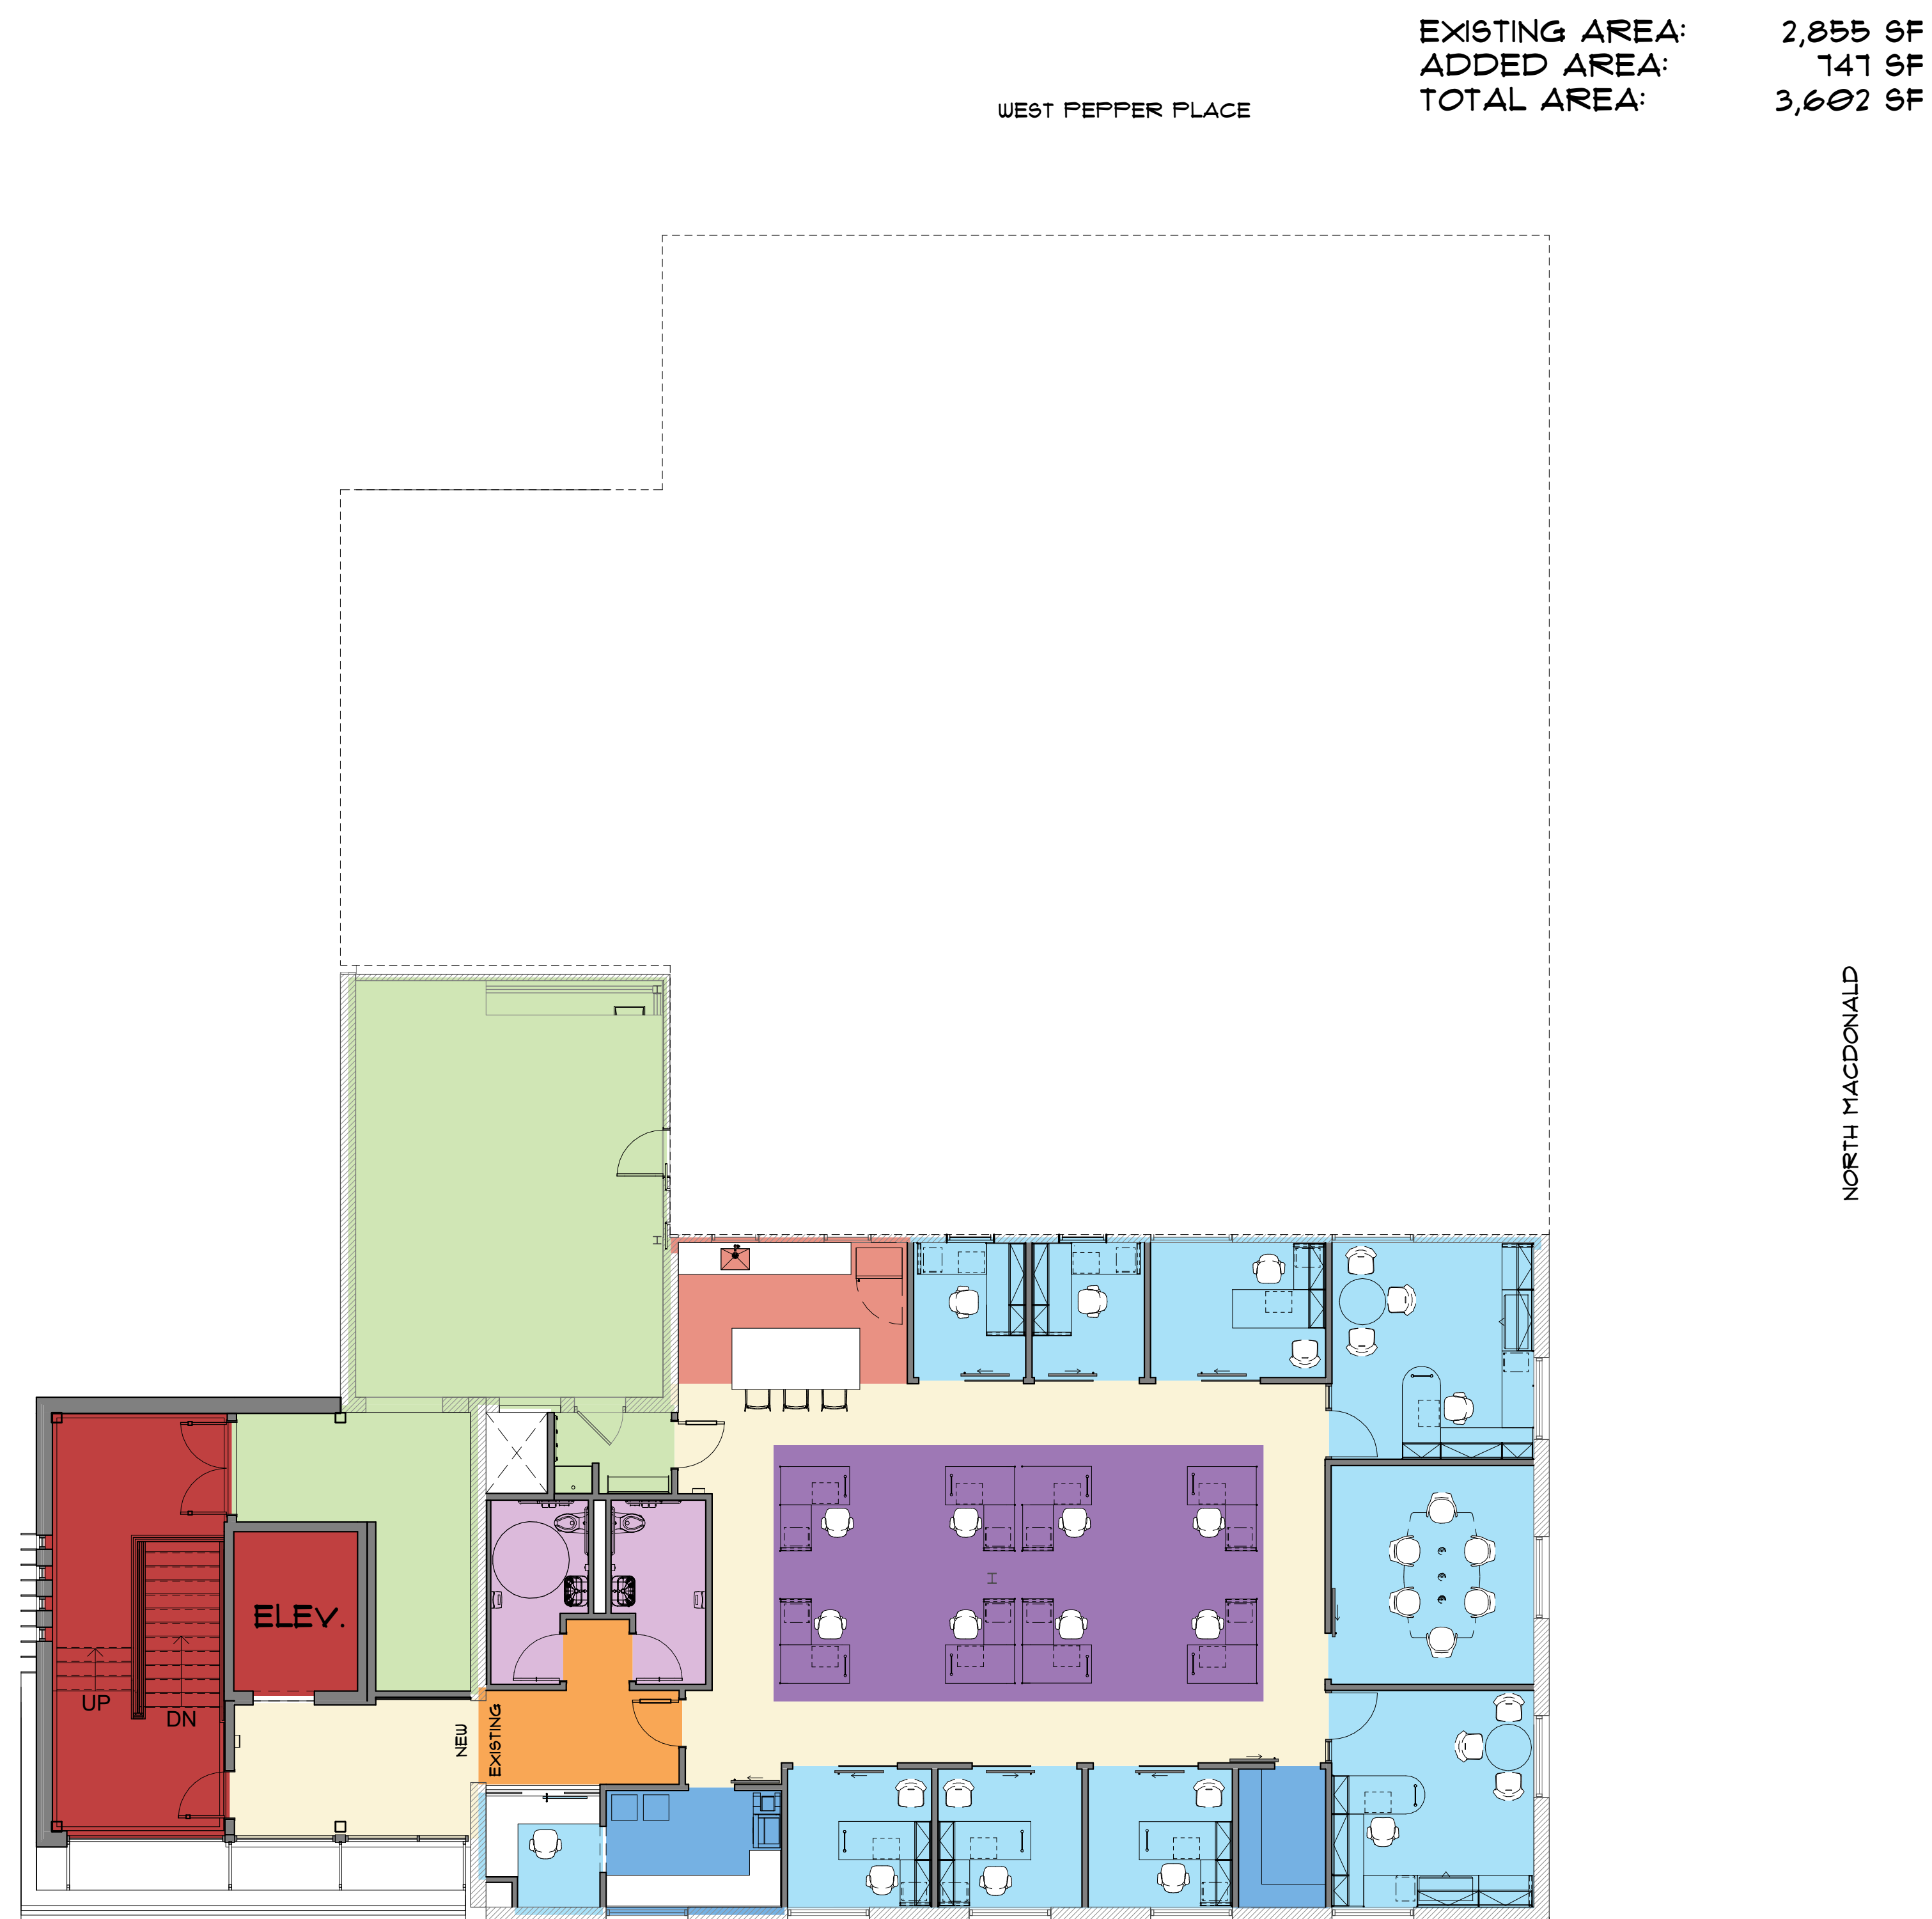 EXISTING AREA: 2,855 SF
ADDED AREA: 747 SF
TOTAL AREA: 3,602 SF
WEST PEPPER PLACE
NORTH MACDONALD
ELEV.
UP
DN
NEW
EXISTING